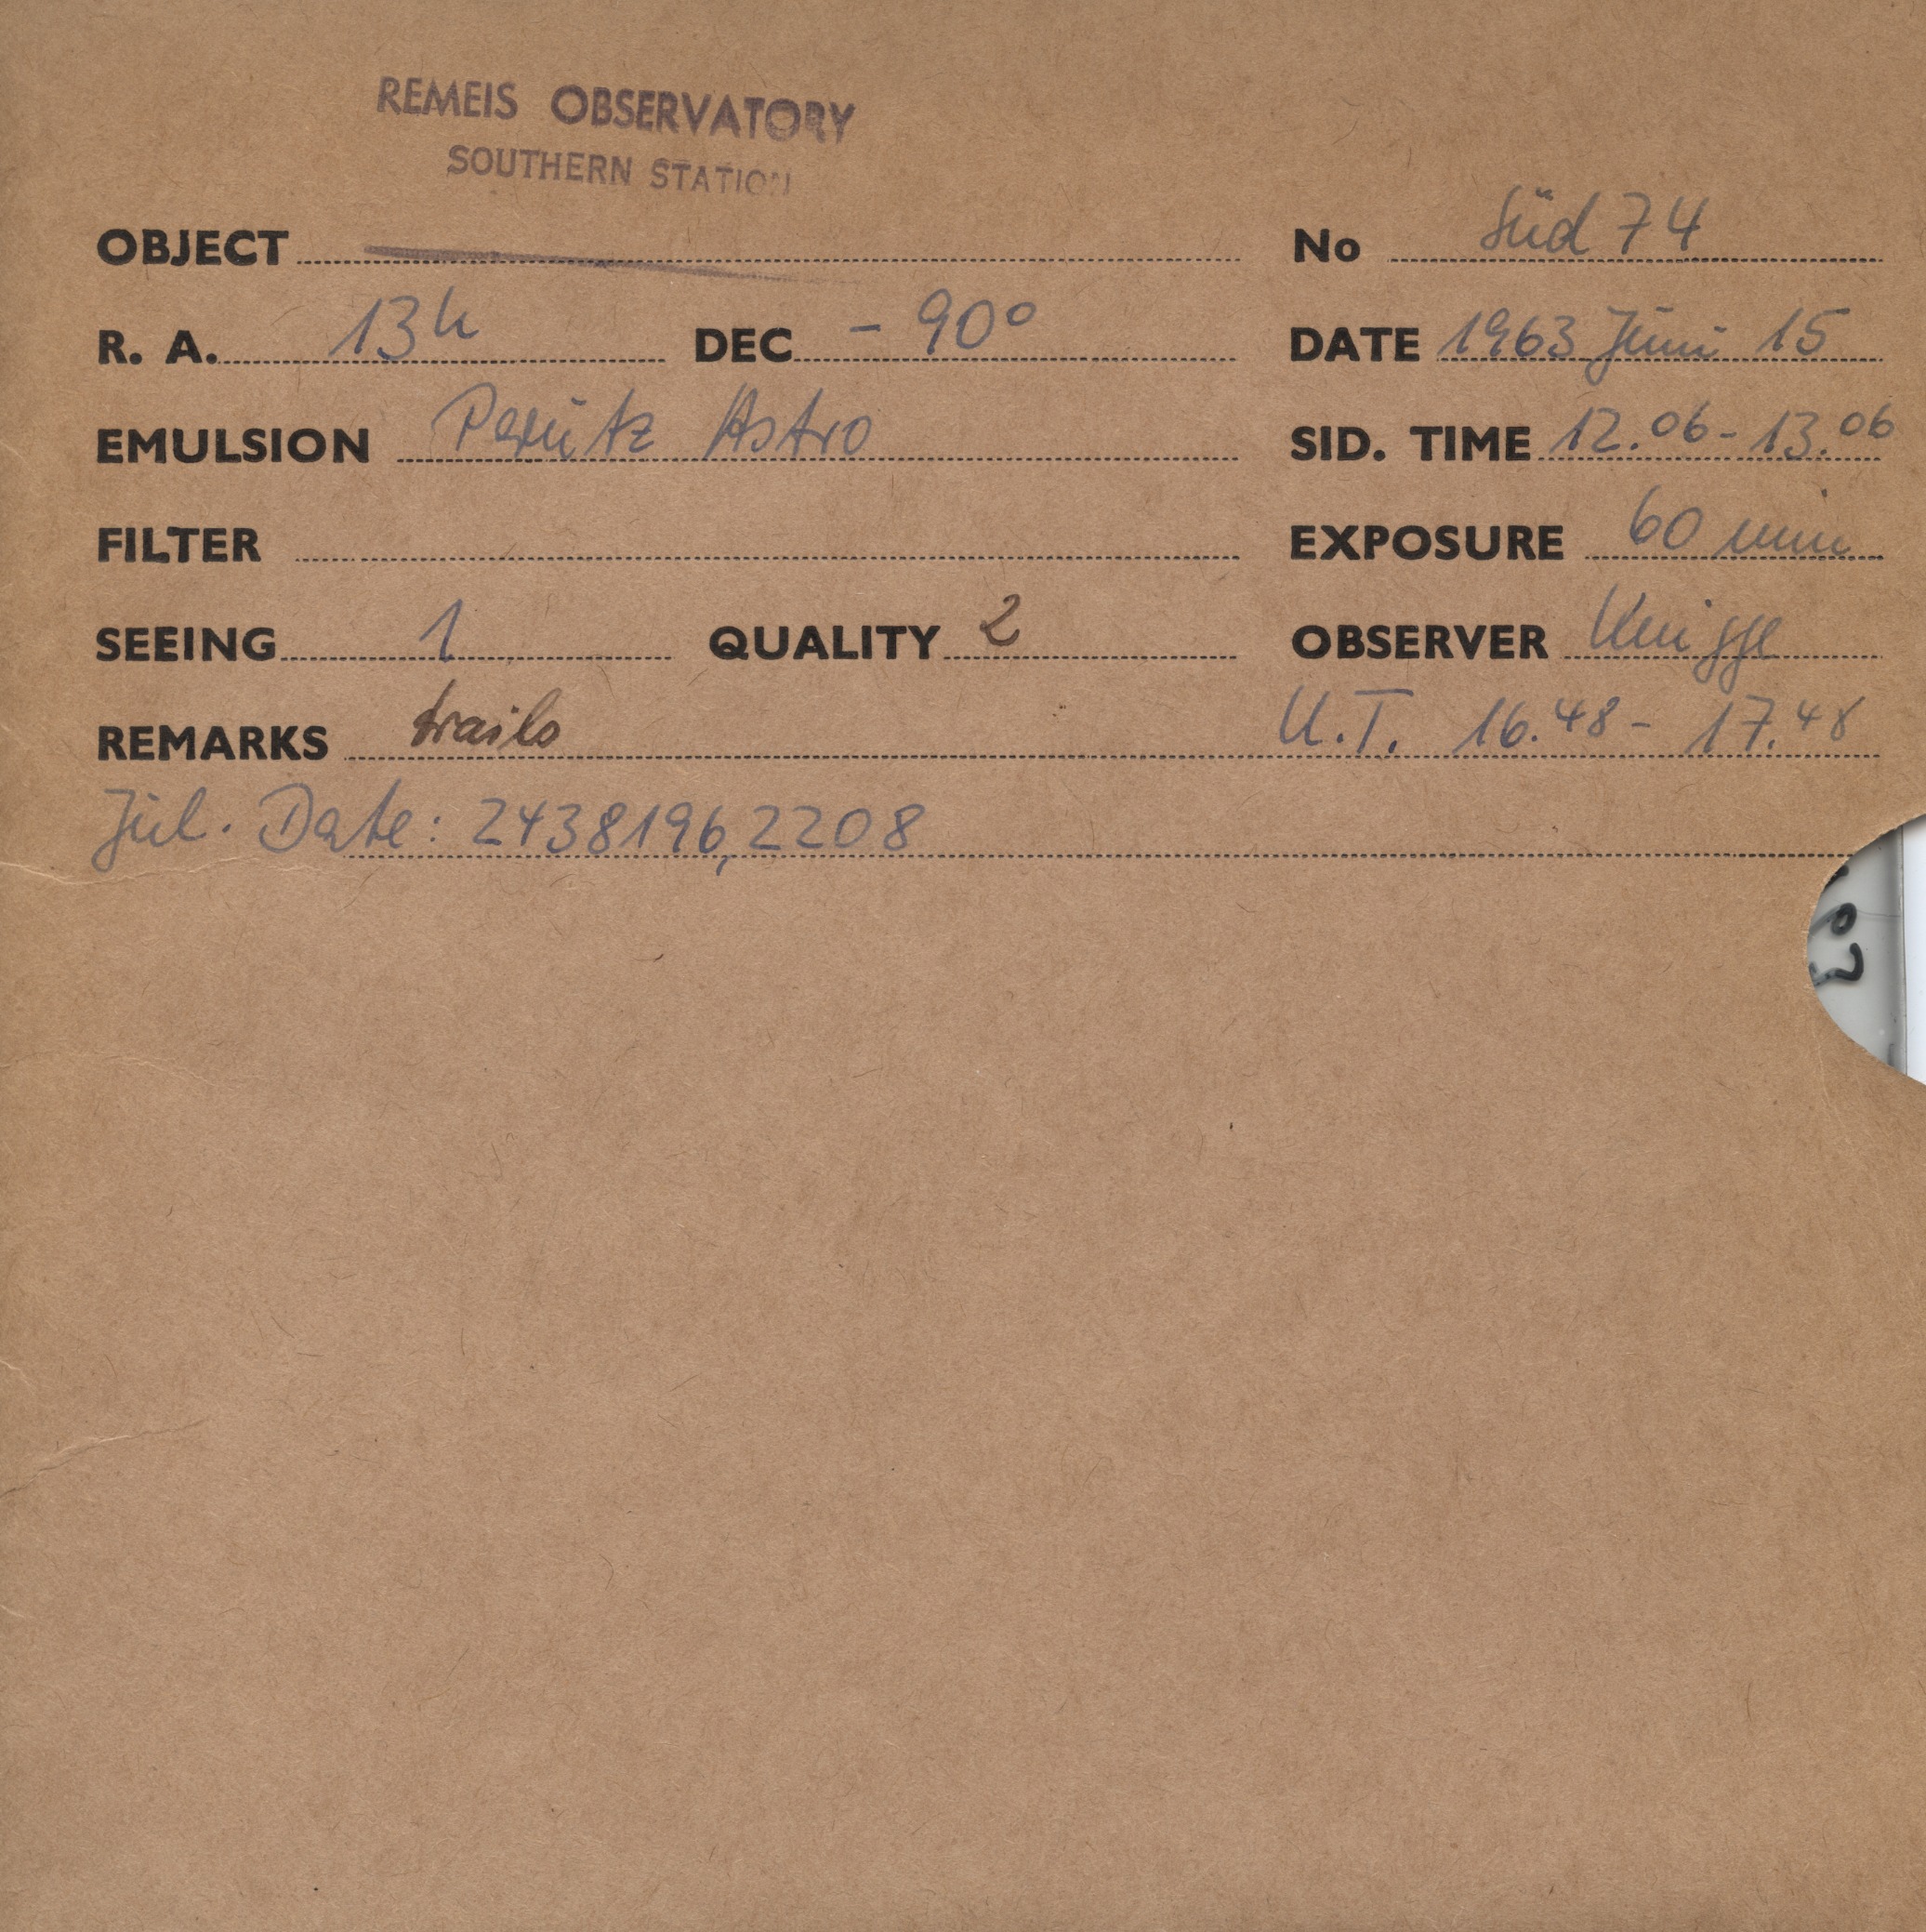 REMEIS OBSERVATORY
SOUTHERN STATION
OBJECT No Süd 74
R. A. 13h DEC - 90° DATE 1963 Juni 15
EMULSION Perutz Astro SID. TIME 12.06 - 13.06
FILTER EXPOSURE 60 min
SEEING 1 QUALITY 2 OBSERVER Knigge
REMARKS trails U.T. 16.48 - 17.48
Jul. Date: 2438196,2208